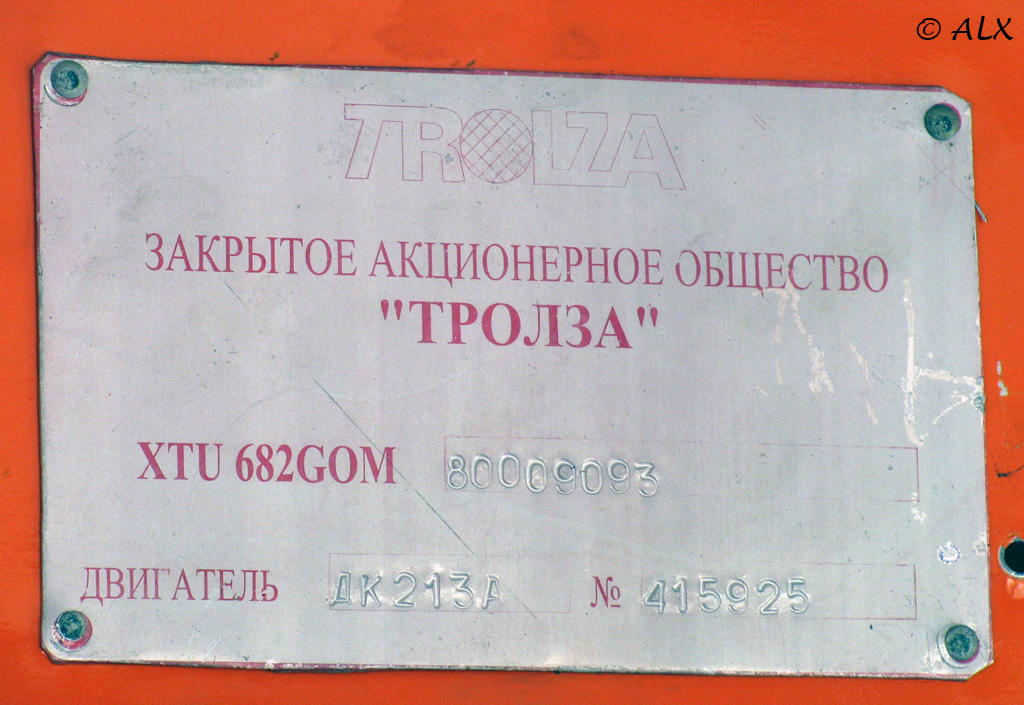 © ALX
TROLZA
ЗАКРЫТОЕ АКЦИОНЕРНОЕ ОБЩЕСТВО
"ТРОЛЗА"
XTU 682GOM 80009093
ДВИГАТЕЛЬ ДК213А № 415925